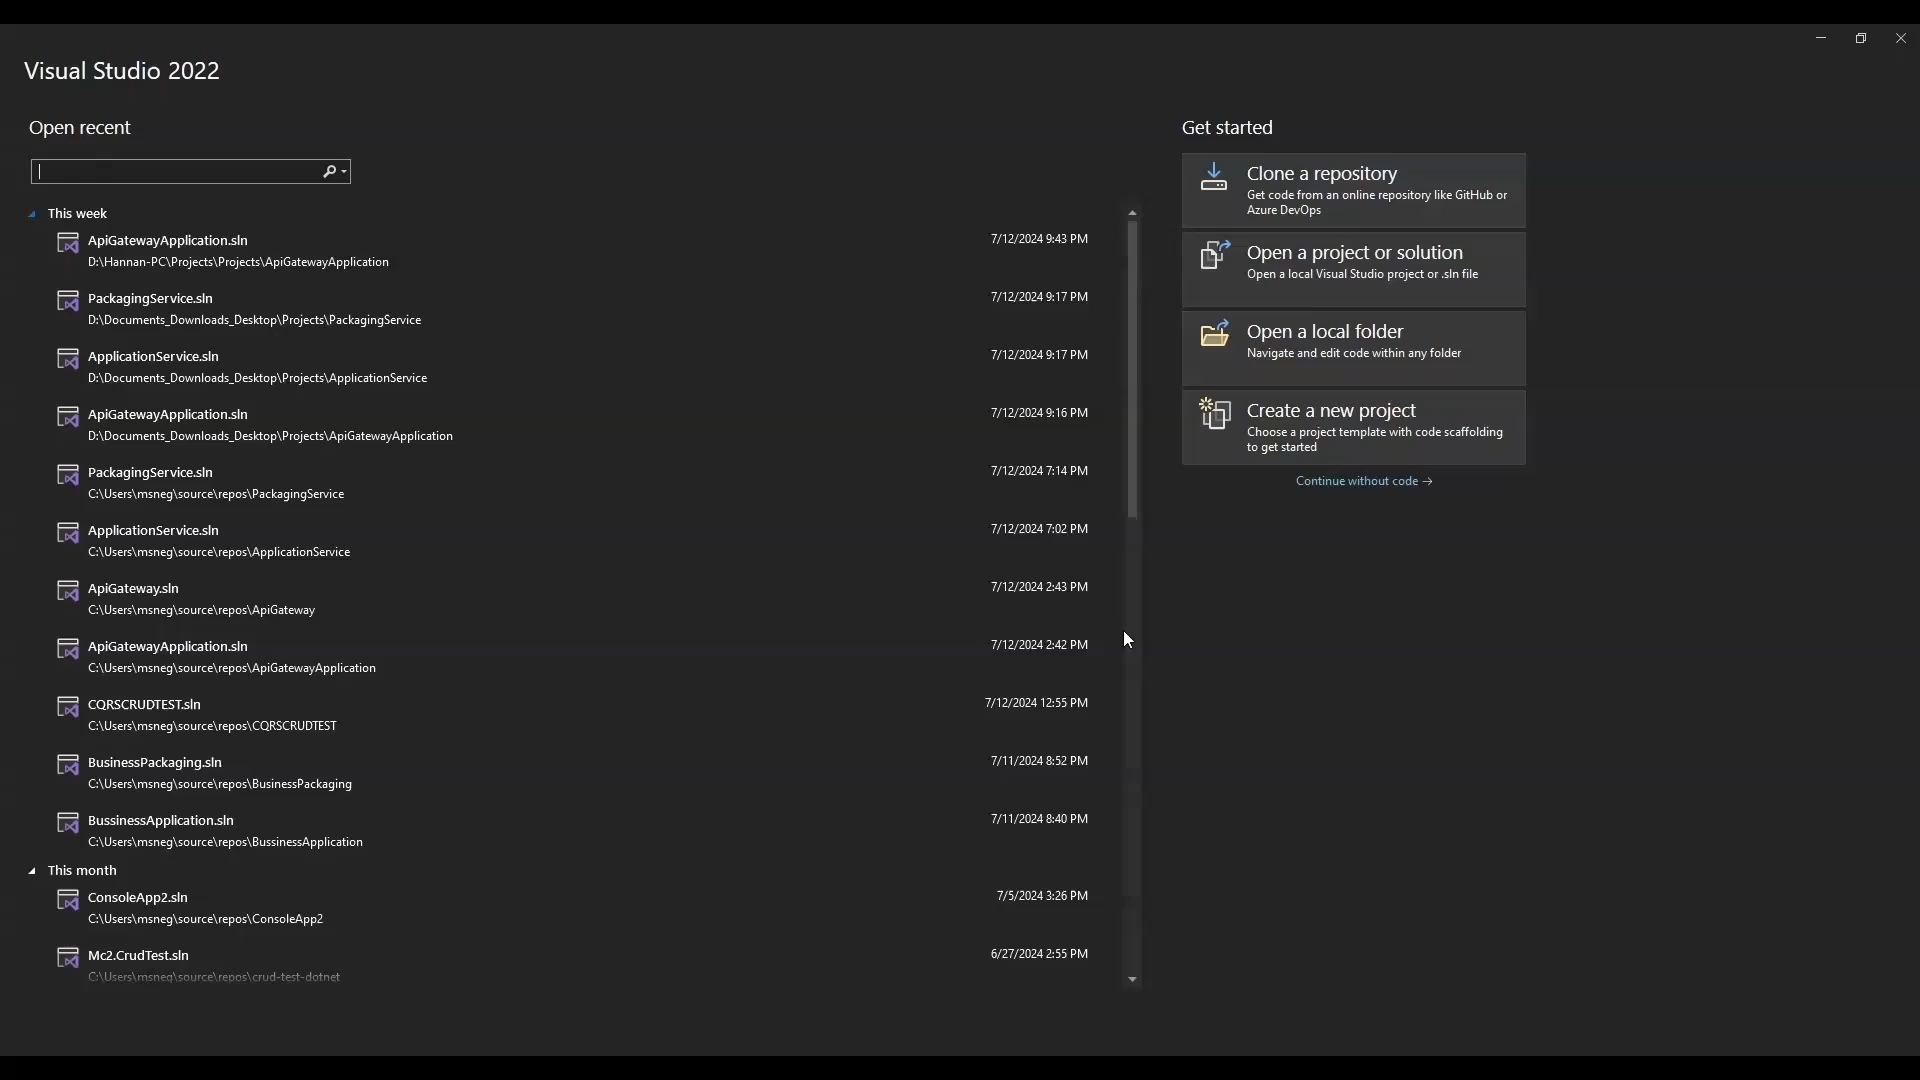 Visual Studio 2022
Open recent
This week
ApiGatewayApplication.sln 7/12/2024 9:43 PM
D:\Hannan-PC\Projects\Projects\ApiGatewayApplication
PackagingService.sln 7/12/2024 9:17 PM
D:\Documents_Downloads_Desktop\Projects\PackagingService
ApplicationService.sln 7/12/2024 9:17 PM
D:\Documents_Downloads_Desktop\Projects\ApplicationService
ApiGatewayApplication.sln 7/12/2024 9:16 PM
D:\Documents_Downloads_Desktop\Projects\ApiGatewayApplication
PackagingService.sln 7/12/2024 7:14 PM
C:\Users\msneg\source\repos\PackagingService
ApplicationService.sln 7/12/2024 7:02 PM
C:\Users\msneg\source\repos\ApplicationService
ApiGateway.sln 7/12/2024 2:43 PM
C:\Users\msneg\source\repos\ApiGateway
ApiGatewayApplication.sln 7/12/2024 2:42 PM
C:\Users\msneg\source\repos\ApiGatewayApplication
CQRSCRUDTEST.sln 7/12/2024 12:55 PM
C:\Users\msneg\source\repos\CQRSCRUDTEST
BusinessPackaging.sln 7/11/2024 8:52 PM
C:\Users\msneg\source\repos\BusinessPackaging
BussinessApplication.sln 7/11/2024 8:40 PM
C:\Users\msneg\source\repos\BussinessApplication
This month
ConsoleApp2.sln 7/5/2024 3:26 PM
C:\Users\msneg\source\repos\ConsoleApp2
Mc2.CrudTest.sln 6/27/2024 2:55 PM
C:\Users\msneg\source\repos\crud-test-dotnet
Get started
Clone a repository
Get code from an online repository like GitHub or
Azure DevOps
Open a project or solution
Open a local Visual Studio project or .sln file
Open a local folder
Navigate and edit code within any folder
Create a new project
Choose a project template with code scaffolding
to get started
Continue without code →